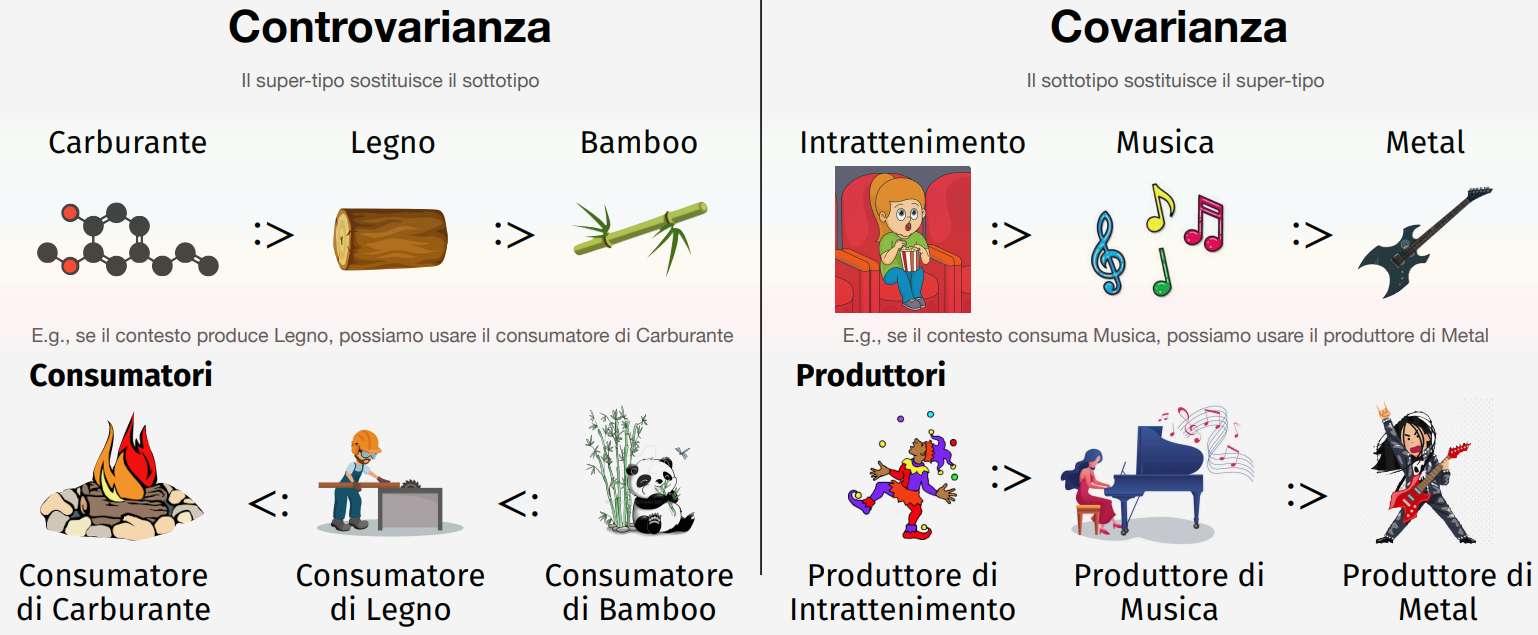 Controvarianza
Il super-tipo sostituisce il sottotipo
Carburante Legno Bamboo
:> :>
E.g., se il contesto produce Legno, possiamo usare il consumatore di Carburante
Consumatori
<: <:
Consumatore Consumatore Consumatore
di Carburante di Legno di Bamboo
Covarianza
Il sottotipo sostituisce il super-tipo
Intrattenimento Musica Metal
:> :>
E.g., se il contesto consuma Musica, possiamo usare il produttore di Metal
Produttori
:> :>
Produttore di Produttore di Produttore di
Intrattenimento Musica Metal